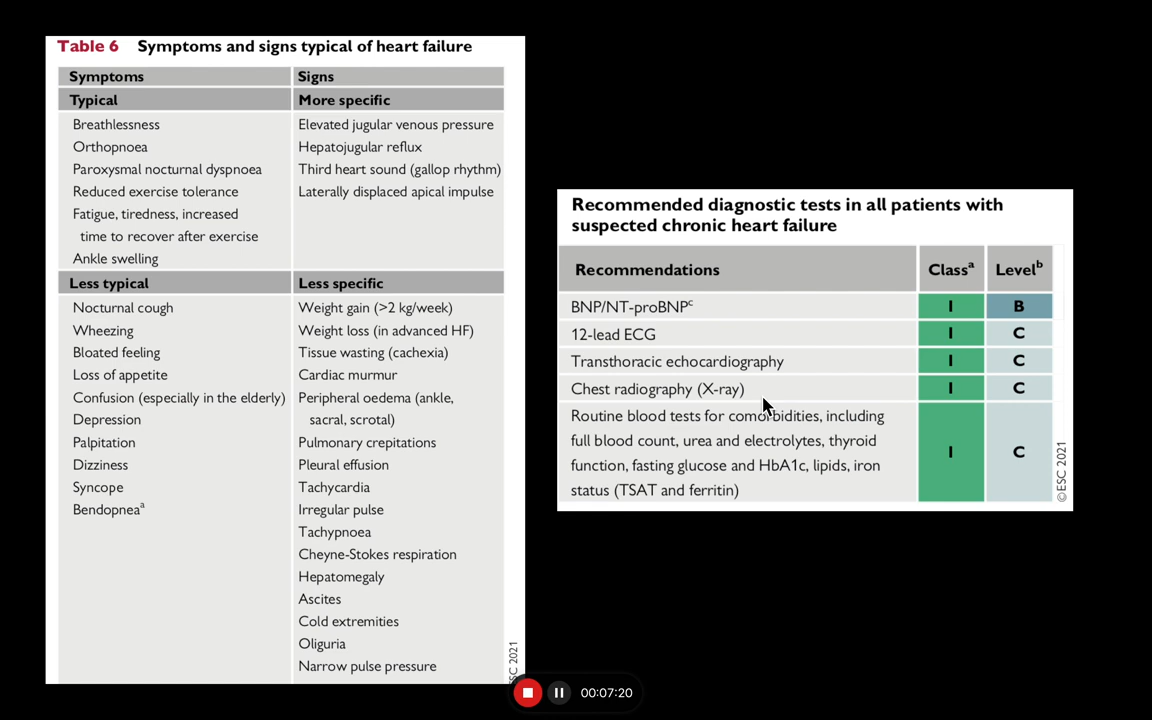 Table 6 Symptoms and signs typical of heart failure
Symptoms Signs
Typical More specific
Breathlessness Elevated jugular venous pressure
Orthopnoea Hepatojugular reflux
Paroxysmal nocturnal dyspnoea Third heart sound (gallop rhythm)
Reduced exercise tolerance Laterally displaced apical impulse
Fatigue, tiredness, increased
time to recover after exercise
Ankle swelling
Less typical Less specific
Nocturnal cough Weight gain (>2 kg/week)
Wheezing Weight loss (in advanced HF)
Bloated feeling Tissue wasting (cachexia)
Loss of appetite Cardiac murmur
Confusion (especially in the elderly) Peripheral oedema (ankle,
Depression sacral, scrotal)
Palpitation Pulmonary crepitations
Dizziness Pleural effusion
Syncope Tachycardia
Bendopneaᵃ Irregular pulse
Tachypnoea
Cheyne-Stokes respiration
Hepatomegaly
Ascites
Cold extremities
Oliguria
Narrow pulse pressure
ESC 2021
Recommended diagnostic tests in all patients with
suspected chronic heart failure
Recommendations Classᵃ Levelᵇ
BNP/NT-proBNPᶜ I B
12-lead ECG I C
Transthoracic echocardiography I C
Chest radiography (X-ray) I C
Routine blood tests for comorbidities, including
full blood count, urea and electrolytes, thyroid
function, fasting glucose and HbA1c, lipids, iron
status (TSAT and ferritin) I C
©ESC 2021
00:07:20